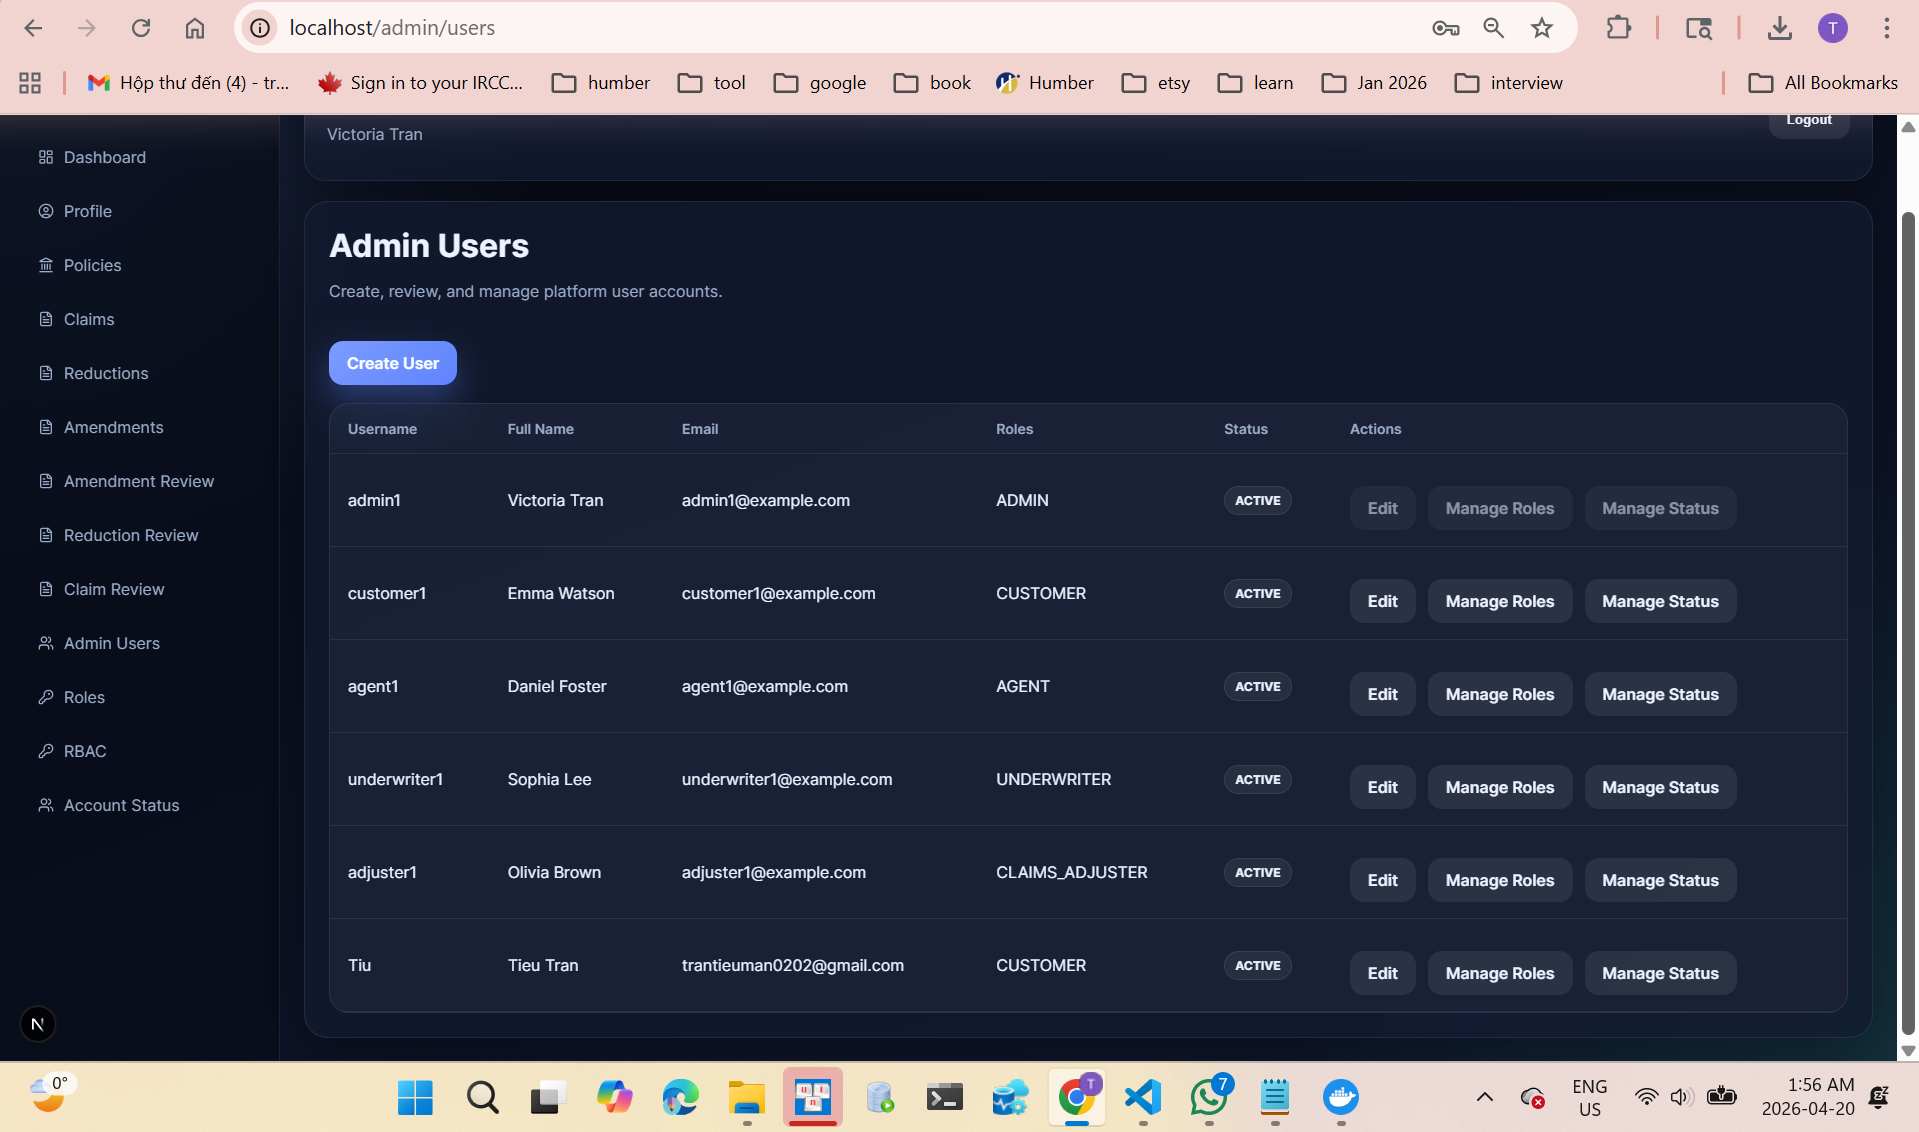 localhost/admin/users
T
Hộp thư đến (4) - tr...
Sign in to your IRCC...
humber
tool
google
book
Humber
etsy
learn
Jan 2026
interview
All Bookmarks
Victoria Tran
Logout
Dashboard
Profile
Policies
Claims
Reductions
Amendments
Amendment Review
Reduction Review
Claim Review
Admin Users
Roles
RBAC
Account Status
N
Admin Users
Create, review, and manage platform user accounts.
Create User
Username Full Name Email Roles Status Actions
admin1 Victoria Tran admin1@example.com ADMIN ACTIVE Edit Manage Roles Manage Status
customer1 Emma Watson customer1@example.com CUSTOMER ACTIVE Edit Manage Roles Manage Status
agent1 Daniel Foster agent1@example.com AGENT ACTIVE Edit Manage Roles Manage Status
underwriter1 Sophia Lee underwriter1@example.com UNDERWRITER ACTIVE Edit Manage Roles Manage Status
adjuster1 Olivia Brown adjuster1@example.com CLAIMS_ADJUSTER ACTIVE Edit Manage Roles Manage Status
Tiu Tieu Tran trantieuman0202@gmail.com CUSTOMER ACTIVE Edit Manage Roles Manage Status
0°
T
7
ENG
US
1:56 AM
2026-04-20